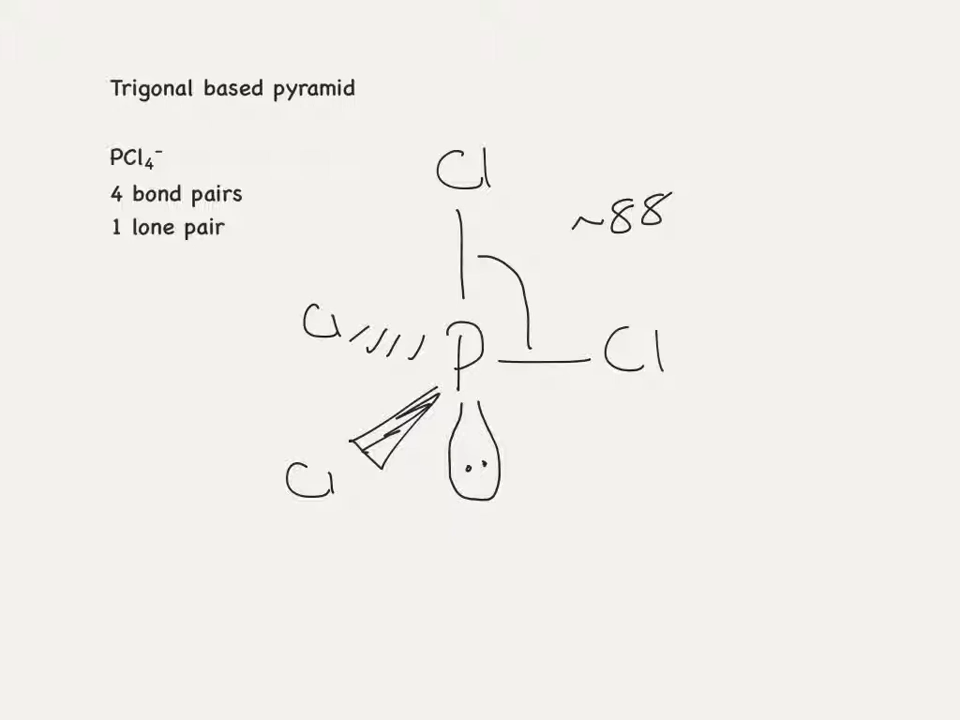 Trigonal based pyramid
PCl₄⁻
4 bond pairs
1 lone pair
Cl
~88
Cl
P
Cl
Cl